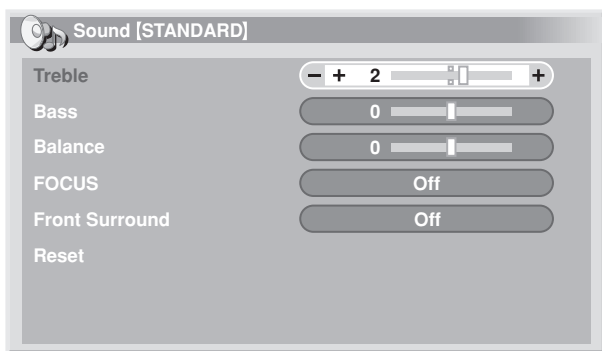 Sound [STANDARD]
Treble − + 2 +
Bass 0
Balance 0
FOCUS Off
Front Surround Off
Reset